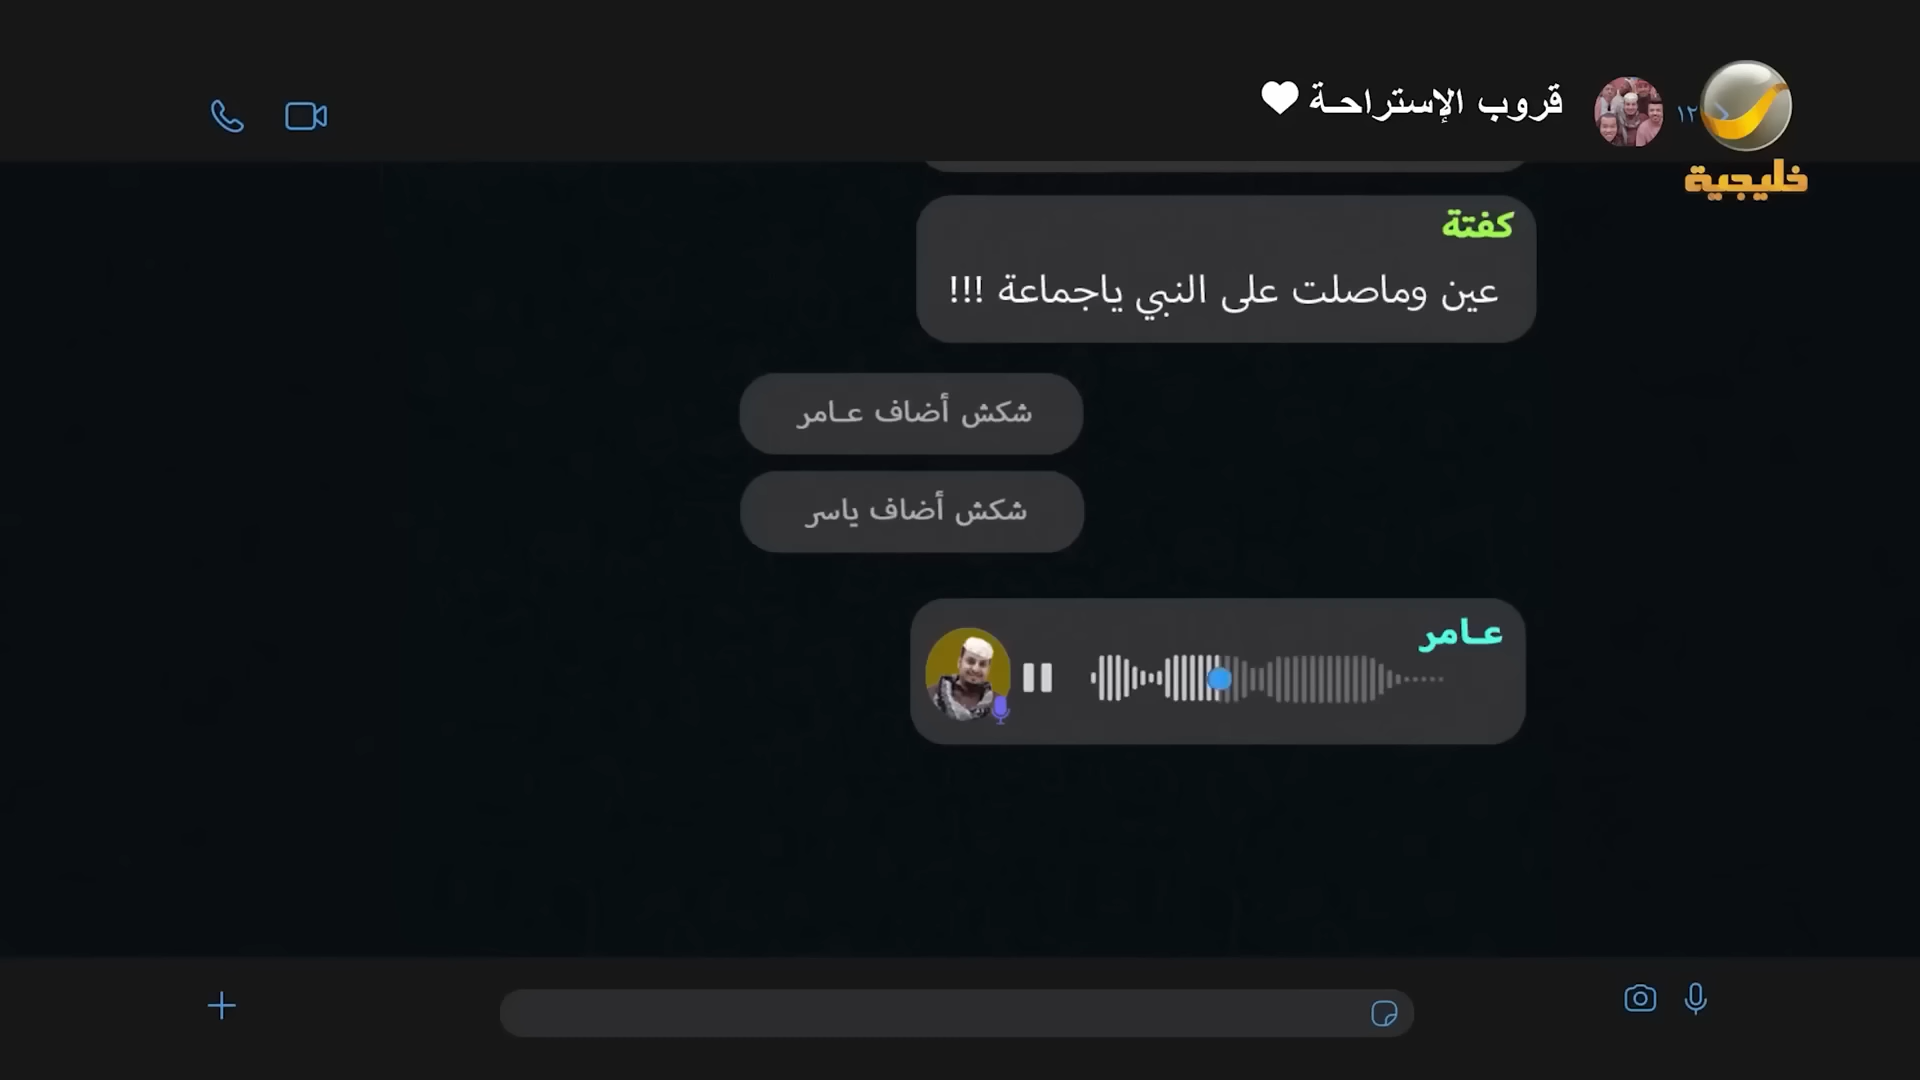 قروب الإستراحـة 🤍
١٢
خليجية
كفتة
عين وماصلت على النبي ياجماعة !!!
شكش أضاف عـامر
شكش أضاف ياسر
عـامر